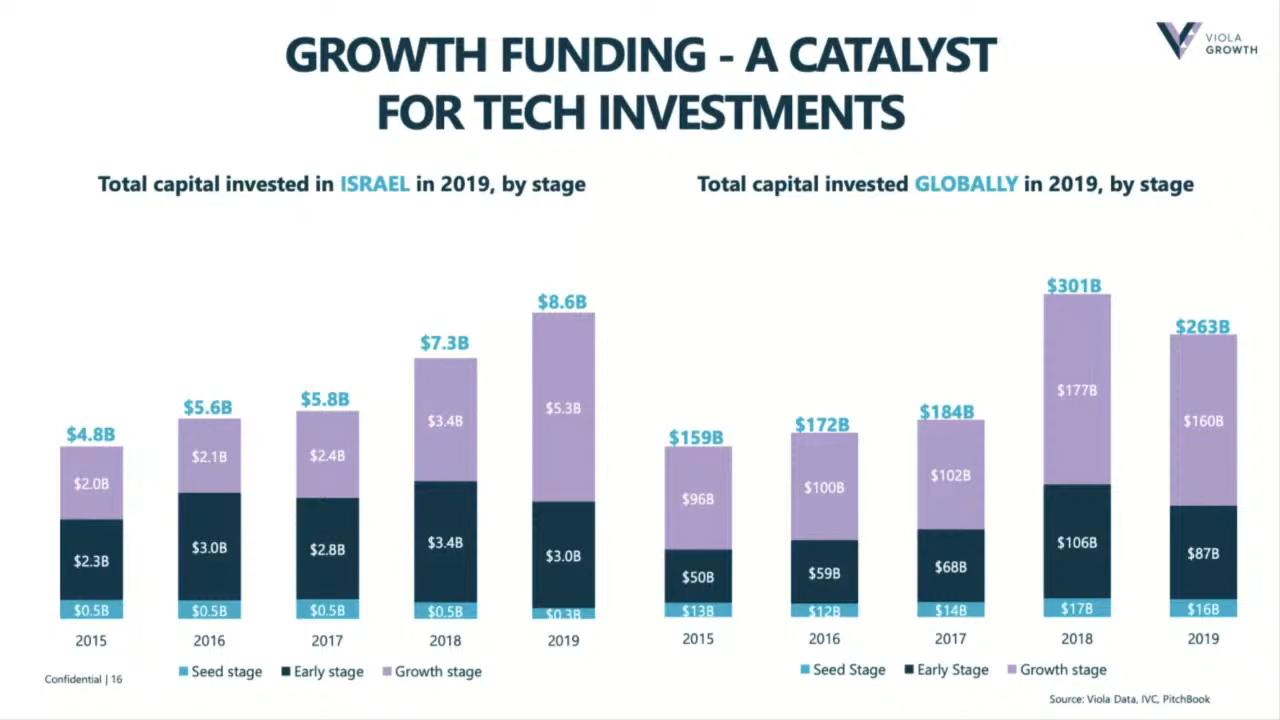 VIOLA
GROWTH
GROWTH FUNDING - A CATALYST
FOR TECH INVESTMENTS
Total capital invested in ISRAEL in 2019, by stage
$4.8B
$5.6B
$5.8B
$7.3B
$8.6B
$2.0B
$2.1B
$2.4B
$3.4B
$5.3B
$2.3B
$3.0B
$2.8B
$3.4B
$3.0B
$0.5B
$0.5B
$0.5B
$0.5B
$0.3B
2015
2016
2017
2018
2019
Seed stage
Early stage
Growth stage
Total capital invested GLOBALLY in 2019, by stage
$159B
$172B
$184B
$301B
$263B
$96B
$100B
$102B
$177B
$160B
$50B
$59B
$68B
$106B
$87B
$13B
$12B
$14B
$17B
$16B
2015
2016
2017
2018
2019
Seed Stage
Early Stage
Growth stage
Confidential | 16
Source: Viola Data, IVC, PitchBook